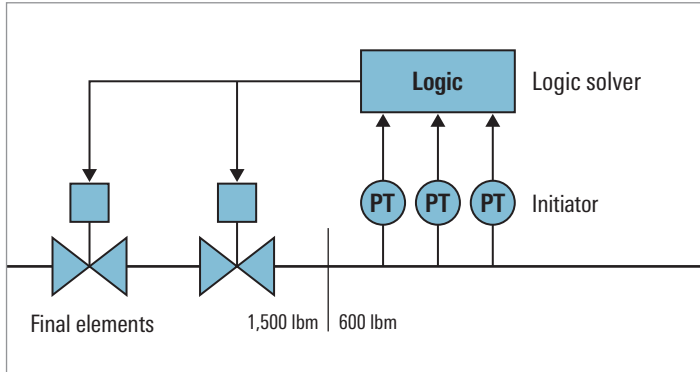 Logic
Logic solver
PT
PT
PT
Initiator
Final elements
1,500 lbm
600 lbm